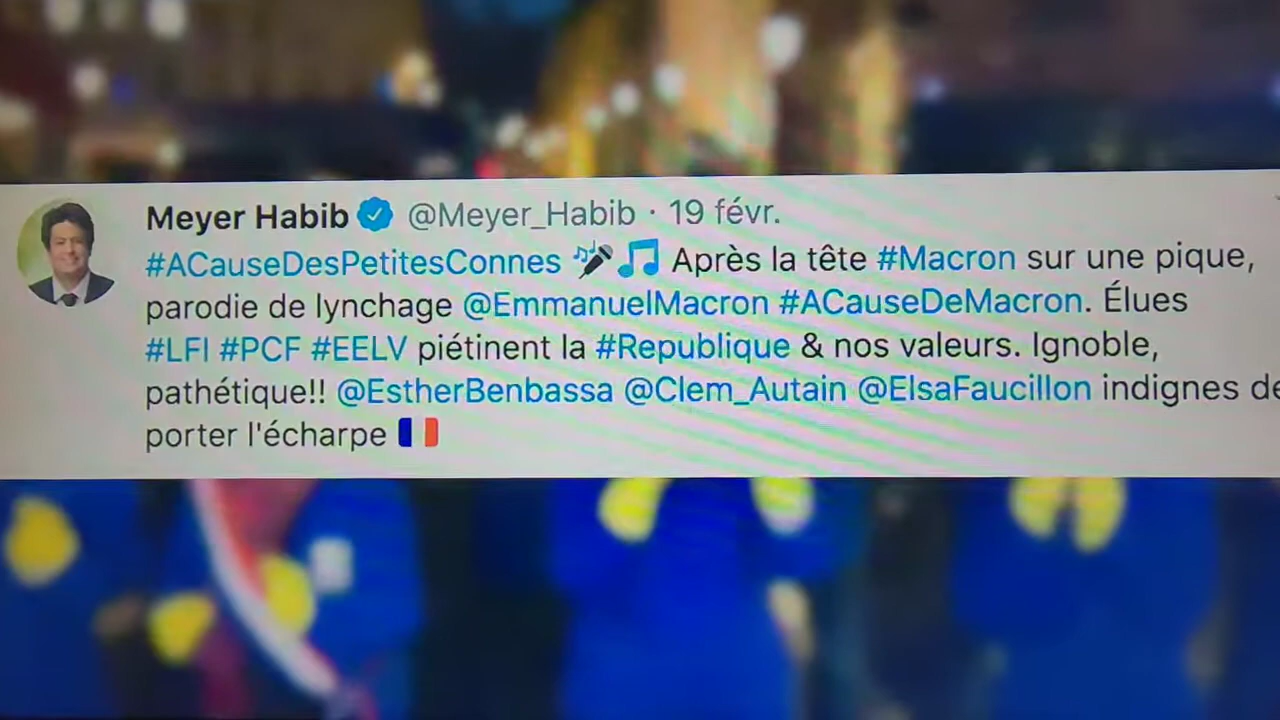 Meyer Habib @Meyer_Habib · 19 févr.
#ACauseDesPetitesConnes 🎤🎵 Après la tête #Macron sur une pique,
parodie de lynchage @EmmanuelMacron #ACauseDeMacron. Élues
#LFI #PCF #EELV piétinent la #Republique & nos valeurs. Ignoble,
pathétique!! @EstherBenbassa @Clem_Autain @ElsaFaucillon indignes de
porter l'écharpe 🇫🇷